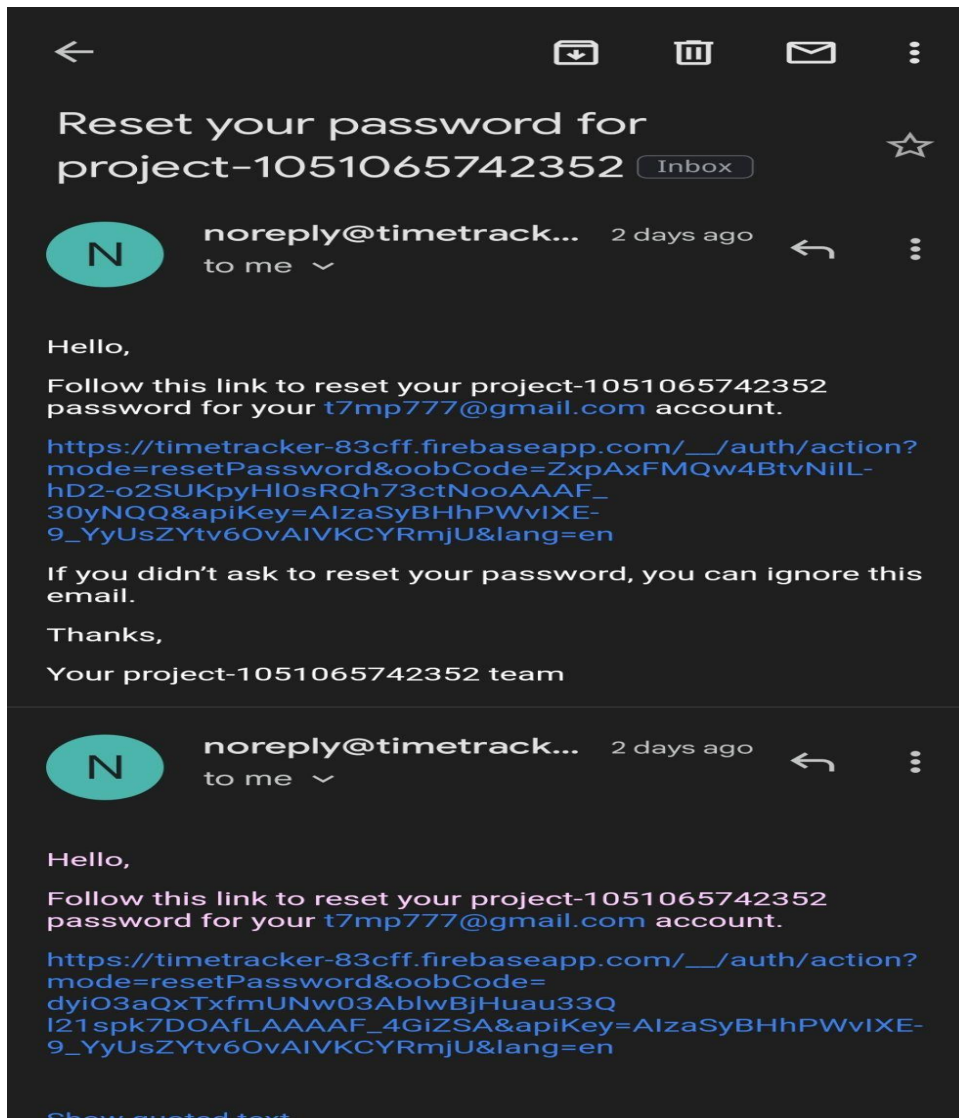 Reset your password for
project-1051065742352 Inbox
noreply@timetrack... 2 days ago
N
to me
Hello,
Follow this link to reset your project-1051065742352
password for your t7mp777@gmail.com account.
https://timetracker-83cff.firebaseapp.com/__/auth/action?
mode=resetPassword&oobCode=ZxpAxFMQw4BtvNiIL-
hD2-o2SUKpyHl0sRQh73ctNooAAAF_
30yNQQ&apiKey=AIzaSyBHhPWvIXE-
9_YyUsZYtv6OvAIVKCYRmjU&lang=en
If you didn’t ask to reset your password, you can ignore this
email.
Thanks,
Your project-1051065742352 team
noreply@timetrack... 2 days ago
N
to me
Hello,
Follow this link to reset your project-1051065742352
password for your t7mp777@gmail.com account.
https://timetracker-83cff.firebaseapp.com/__/auth/action?
mode=resetPassword&oobCode=
dyiO3aQxTxfmUNw03AblwBjHuau33Q
l21spk7DOAfLAAAAF_4GiZSA&apiKey=AIzaSyBHhPWvIXE-
9_YyUsZYtv6OvAIVKCYRmjU&lang=en
Show quoted text